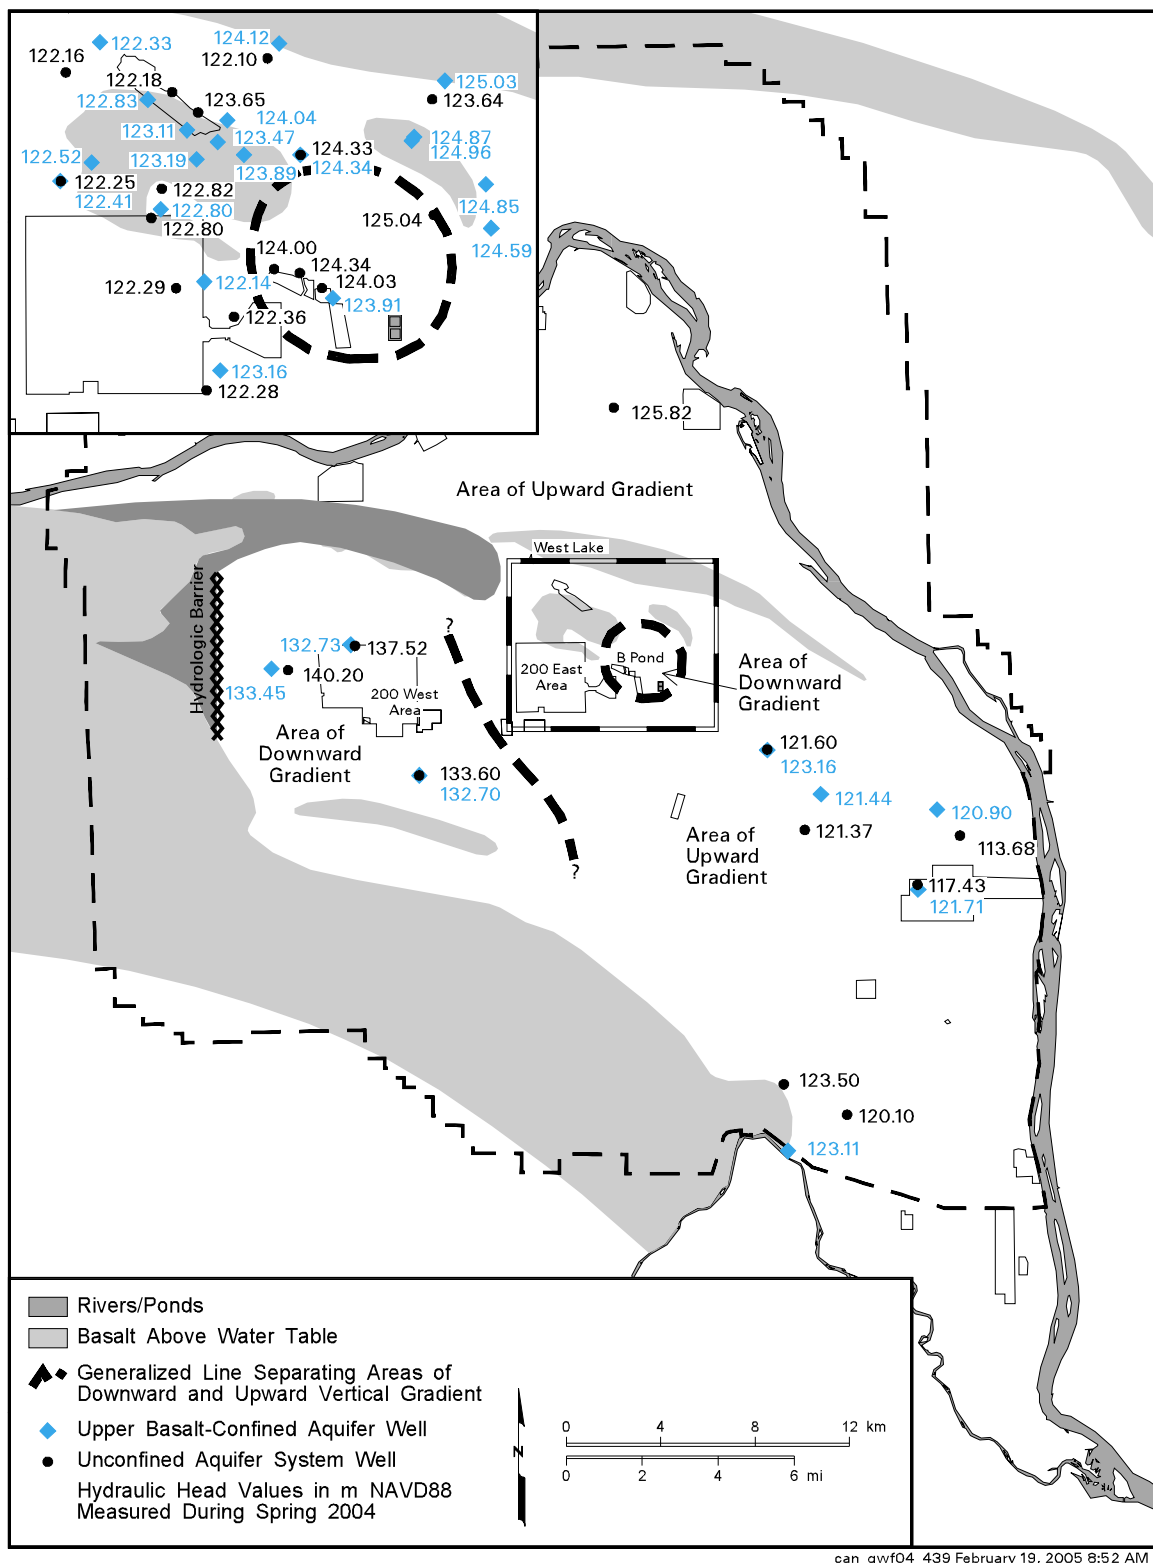 122.33
124.12
122.16
122.10
122.18
125.03
122.83
123.65
123.64
124.04
123.11
123.47
124.33
124.87
124.96
122.52
123.19
123.89
124.34
122.25
122.82
122.41
122.80
124.85
122.80
125.04
124.59
124.00
124.34
122.29
122.14
124.03
123.91
122.36
123.16
122.28
125.82
Area of Upward Gradient
West Lake
Hydrologic Barrier
?
132.73
137.52
140.20
133.45
200 West
Area
B Pond
200 East
Area
Area of
Downward
Gradient
Area of
Downward
Gradient
121.60
123.16
133.60
132.70
121.44
120.90
121.37
113.68
Area of
Upward
Gradient
?
117.43
121.71
123.50
120.10
123.11
Rivers/Ponds
Basalt Above Water Table
Generalized Line Separating Areas of
Downward and Upward Vertical Gradient
Upper Basalt-Confined Aquifer Well
Unconfined Aquifer System Well
Hydraulic Head Values in m NAVD88
Measured During Spring 2004
N
0 4 8 12 km
0 2 4 6 mi
can_gwf04_439 February 19, 2005 8:52 AM